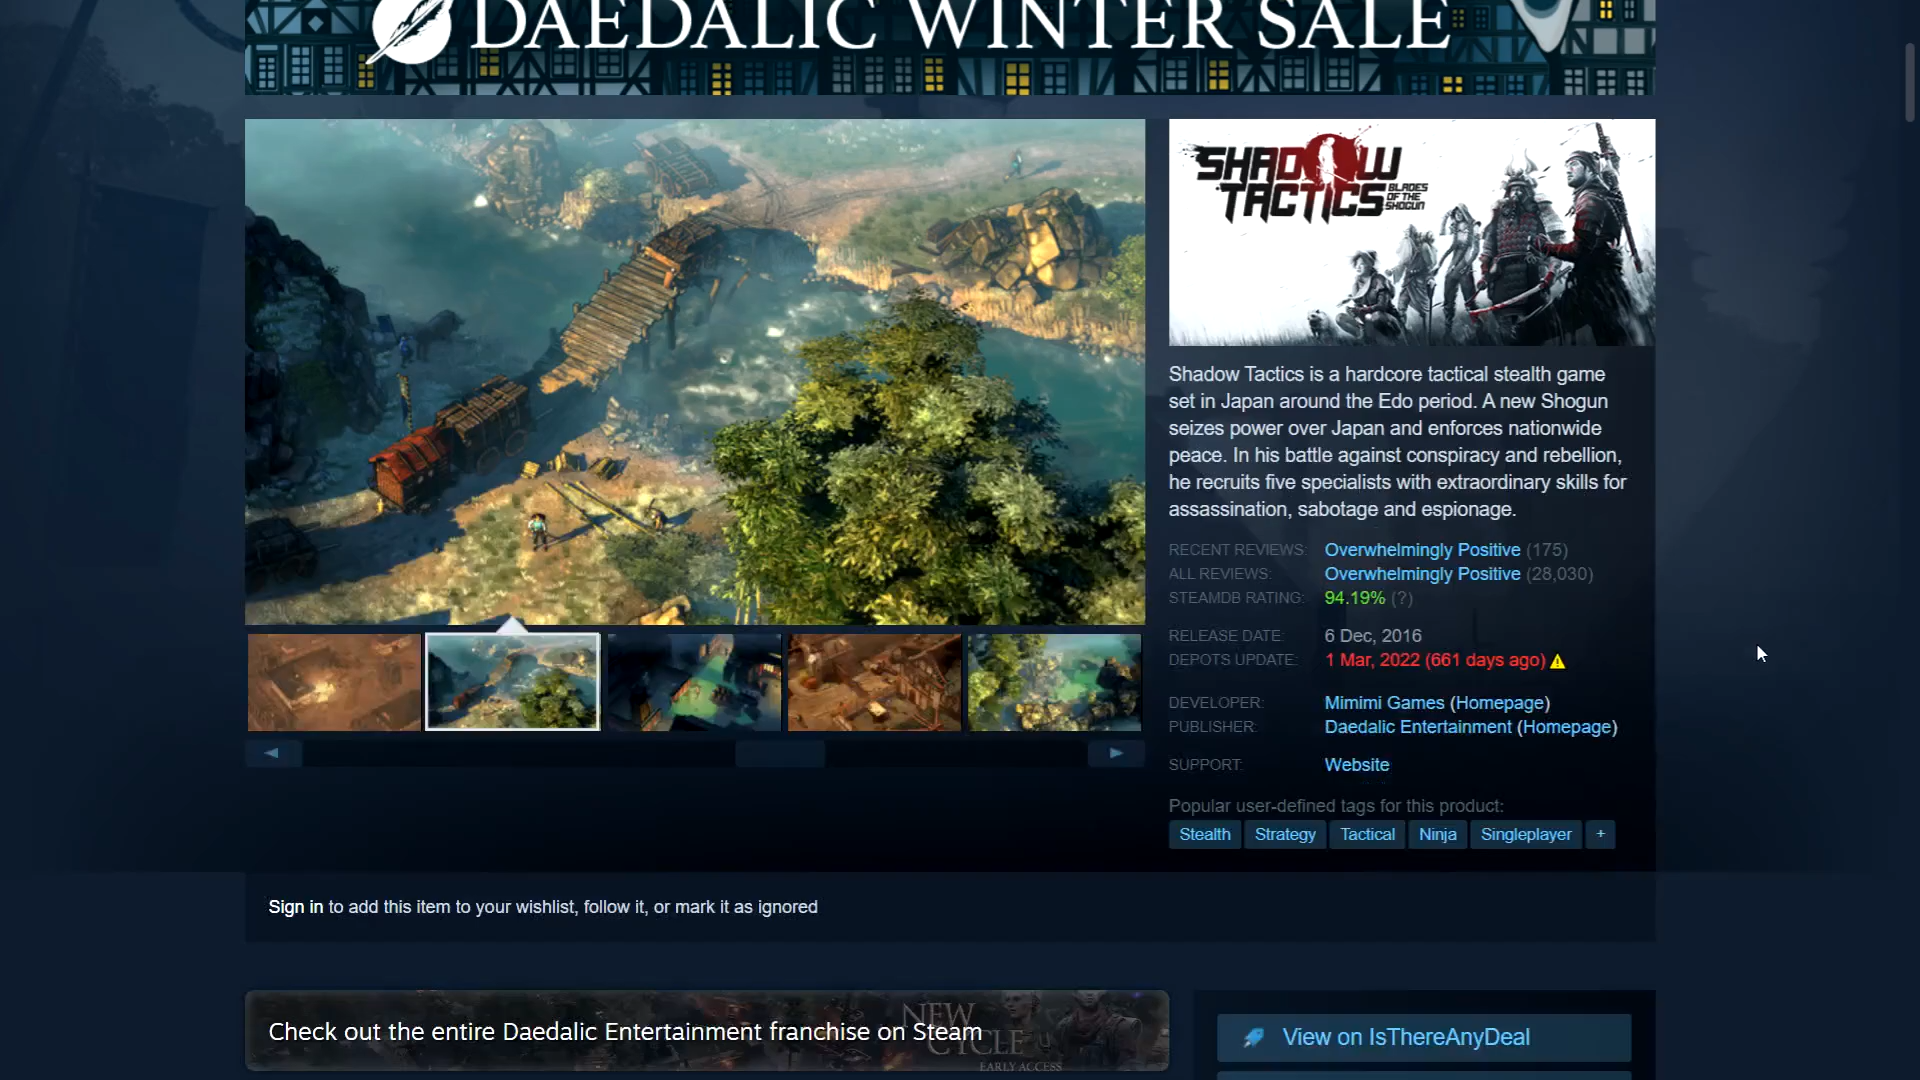 DAEDALIC WINTER SALE
SHADOW
TACTICS
BLADES
OF THE
SHOGUN
Shadow Tactics is a hardcore tactical stealth game
set in Japan around the Edo period. A new Shogun
seizes power over Japan and enforces nationwide
peace. In his battle against conspiracy and rebellion,
he recruits five specialists with extraordinary skills for
assassination, sabotage and espionage.
RECENT REVIEWS: Overwhelmingly Positive (175)
ALL REVIEWS: Overwhelmingly Positive (28,030)
STEAMDB RATING: 94.19% (?)
RELEASE DATE: 6 Dec, 2016
DEPOTS UPDATE: 1 Mar, 2022 (661 days ago)
DEVELOPER: Mimimi Games (Homepage)
PUBLISHER: Daedalic Entertainment (Homepage)
SUPPORT: Website
Popular user-defined tags for this product:
Stealth Strategy Tactical Ninja Singleplayer +
Sign in to add this item to your wishlist, follow it, or mark it as ignored
Check out the entire Daedalic Entertainment franchise on Steam
NEW
CYCLE
EARLY ACCESS
View on IsThereAnyDeal